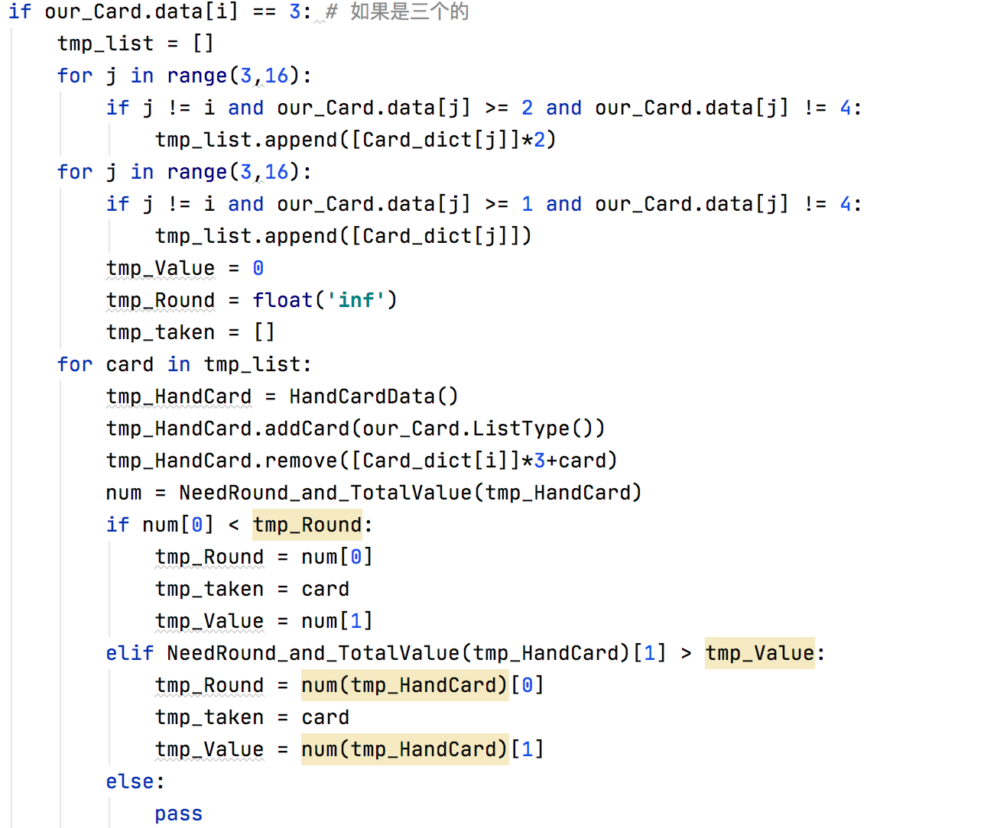 if our_Card.data[i] == 3: # 如果是三个的
    tmp_list = []
    for j in range(3,16):
        if j != i and our_Card.data[j] >= 2 and our_Card.data[j] != 4:
            tmp_list.append([Card_dict[j]]*2)
    for j in range(3,16):
        if j != i and our_Card.data[j] >= 1 and our_Card.data[j] != 4:
            tmp_list.append([Card_dict[j]])
        tmp_Value = 0
        tmp_Round = float('inf')
        tmp_taken = []
    for card in tmp_list:
        tmp_HandCard = HandCardData()
        tmp_HandCard.addCard(our_Card.ListType())
        tmp_HandCard.remove([Card_dict[i]]*3+card)
        num = NeedRound_and_TotalValue(tmp_HandCard)
        if num[0] < tmp_Round:
            tmp_Round = num[0]
            tmp_taken = card
            tmp_Value = num[1]
        elif NeedRound_and_TotalValue(tmp_HandCard)[1] > tmp_Value:
            tmp_Round = num(tmp_HandCard)[0]
            tmp_taken = card
            tmp_Value = num(tmp_HandCard)[1]
        else:
            pass